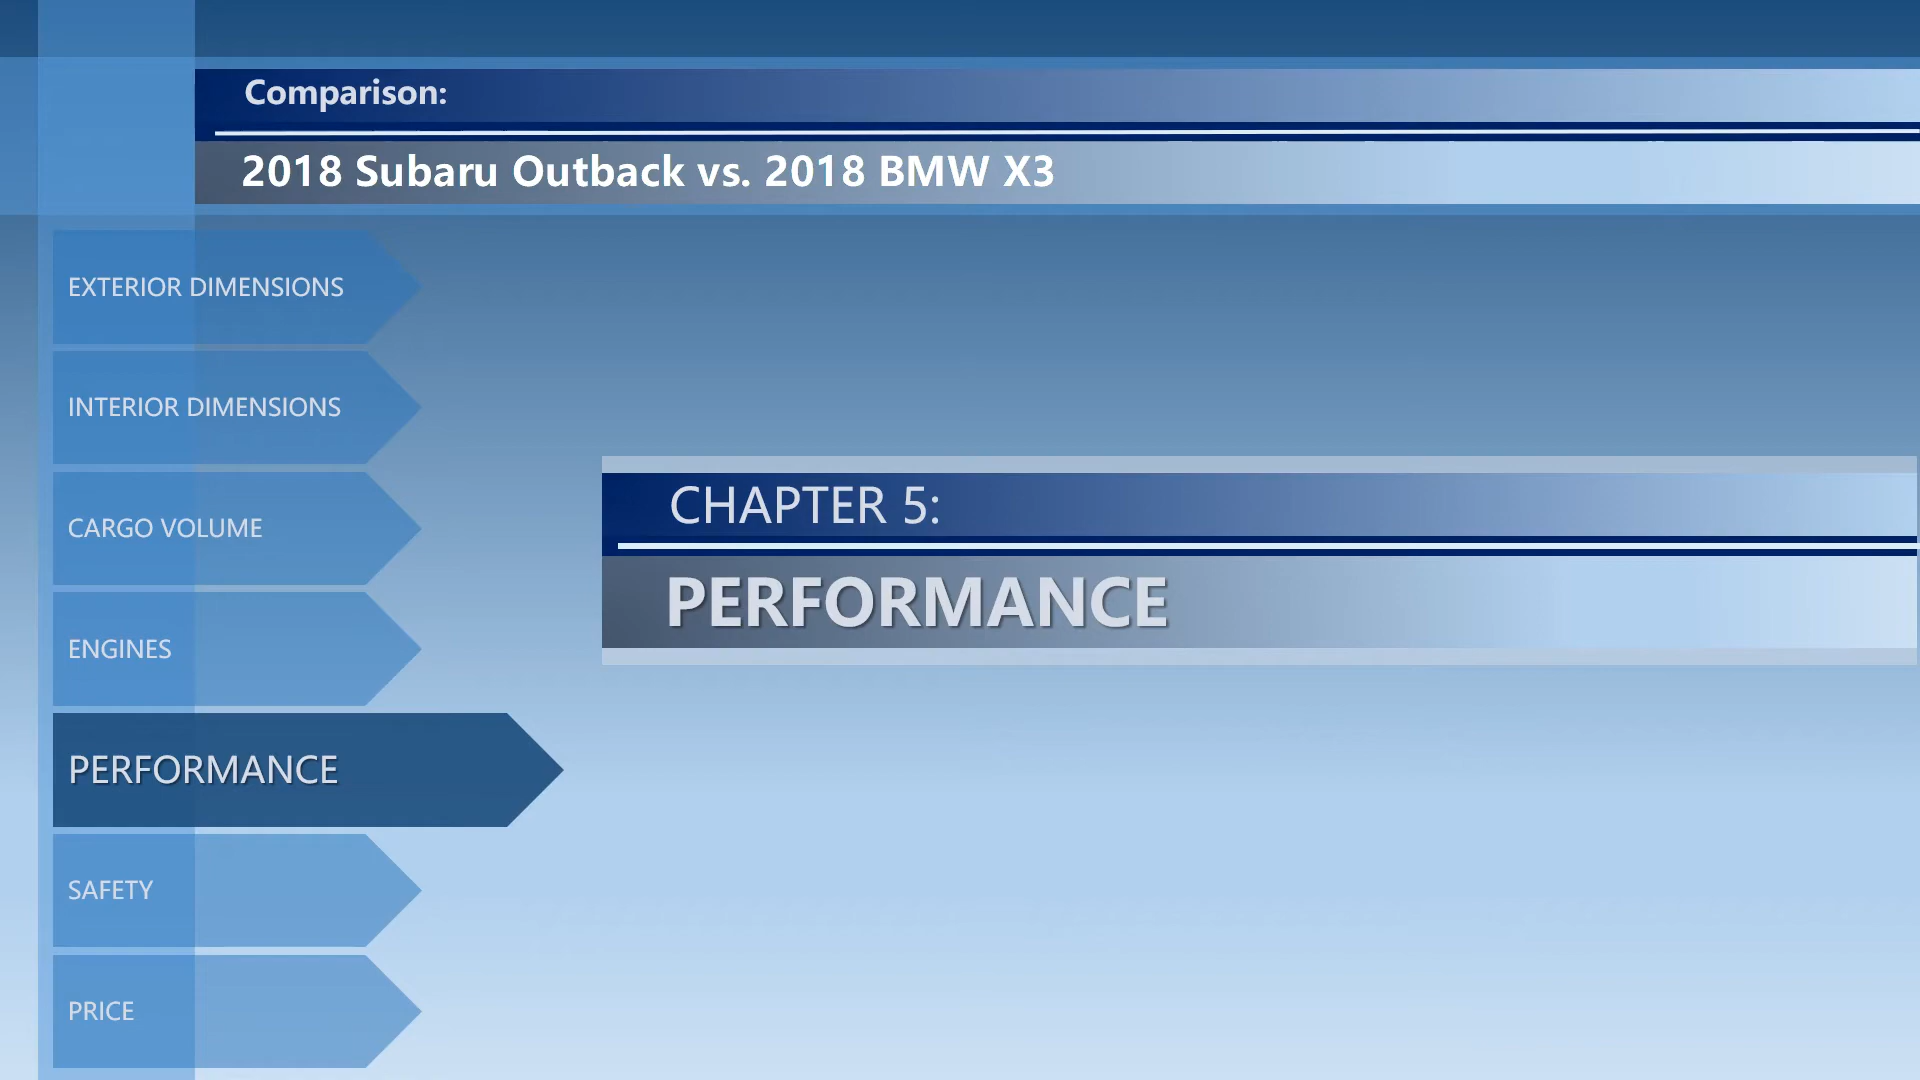 Comparison:
2018 Subaru Outback vs. 2018 BMW X3
EXTERIOR DIMENSIONS
INTERIOR DIMENSIONS
CARGO VOLUME
ENGINES
PERFORMANCE
SAFETY
PRICE
CHAPTER 5:
PERFORMANCE